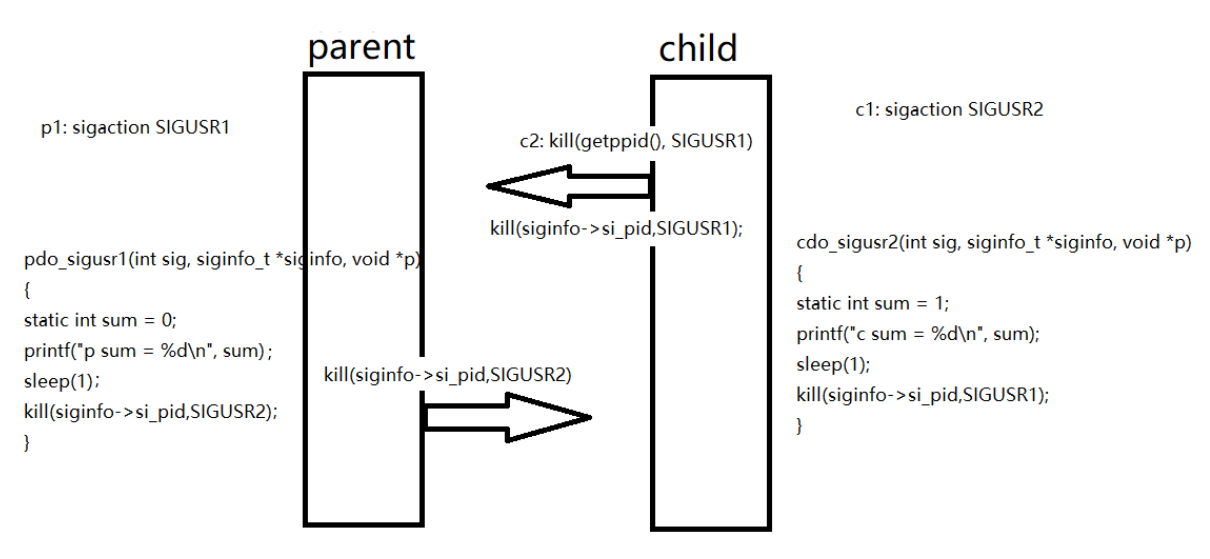 parent
child
p1: sigaction SIGUSR1
c1: sigaction SIGUSR2
c2: kill(getppid(), SIGUSR1)
kill(siginfo->si_pid,SIGUSR1);
pdo_sigusr1(int sig, siginfo_t *siginfo, void *p)
{
static int sum = 0;
printf("p sum = %d\n", sum);
sleep(1);
kill(siginfo->si_pid,SIGUSR2);
}
kill(siginfo->si_pid,SIGUSR2)
cdo_sigusr2(int sig, siginfo_t *siginfo, void *p)
{
static int sum = 1;
printf("c sum = %d\n", sum);
sleep(1);
kill(siginfo->si_pid,SIGUSR1);
}